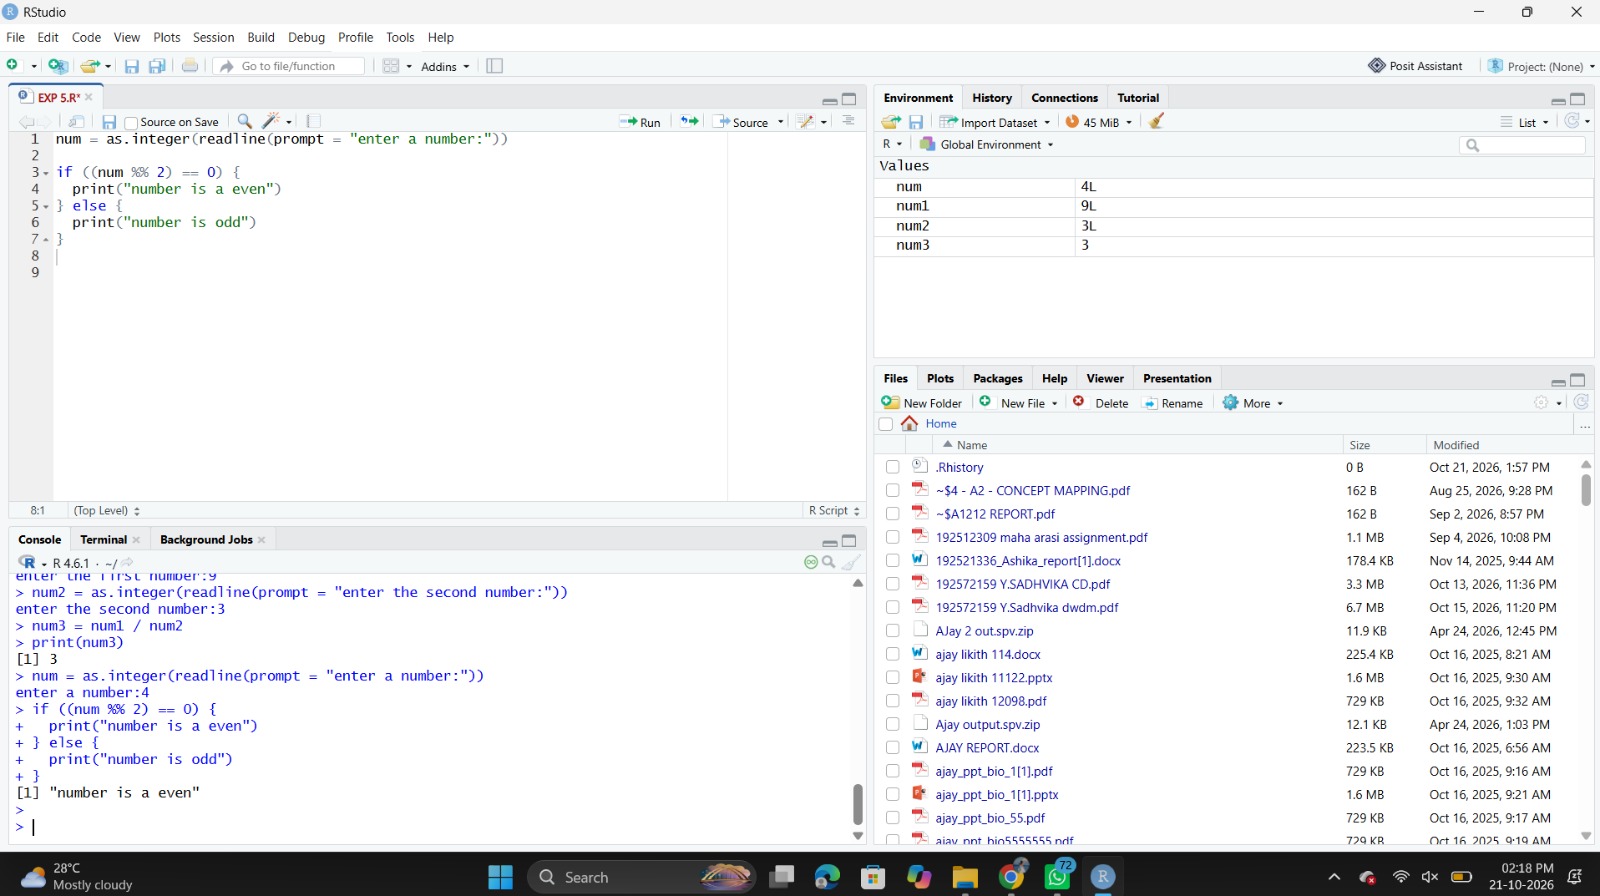 RStudio
File Edit Code View Plots Session Build Debug Profile Tools Help
Go to file/function Addins Posit Assistant Project: (None)
EXP 5.R*
Source on Save Run Source
1 num = as.integer(readline(prompt = "enter a number:"))
2
3 if ((num %% 2) == 0) {
4 print("number is a even")
5 } else {
6 print("number is odd")
7 }
8
9
8:1 (Top Level) R Script
Console Terminal Background Jobs
R 4.6.1 · ~/
enter the first number:9
> num2 = as.integer(readline(prompt = "enter the second number:"))
enter the second number:3
> num3 = num1 / num2
> print(num3)
[1] 3
> num = as.integer(readline(prompt = "enter a number:"))
enter a number:4
> if ((num %% 2) == 0) {
+ print("number is a even")
+ } else {
+ print("number is odd")
+ }
[1] "number is a even"
>
>
Environment History Connections Tutorial
Import Dataset 45 MiB List
R Global Environment
Values
num 4L
num1 9L
num2 3L
num3 3
Files Plots Packages Help Viewer Presentation
New Folder New File Delete Rename More
Home ...
Name Size Modified
.Rhistory 0 B Oct 21, 2026, 1:57 PM
~$4 - A2 - CONCEPT MAPPING.pdf 162 B Aug 25, 2026, 9:28 PM
~$A1212 REPORT.pdf 162 B Sep 2, 2026, 8:57 PM
192512309 maha arasi assignment.pdf 1.1 MB Sep 4, 2026, 10:08 PM
192521336_Ashika_report[1].docx 178.4 KB Nov 14, 2025, 9:44 AM
192572159 Y.SADHVIKA CD.pdf 3.3 MB Oct 13, 2026, 11:36 PM
192572159 Y.Sadhvika dwdm.pdf 6.7 MB Oct 15, 2026, 11:20 PM
AJay 2 out.spv.zip 11.9 KB Apr 24, 2026, 12:45 PM
ajay likith 114.docx 225.4 KB Oct 16, 2025, 8:21 AM
ajay likith 11122.pptx 1.6 MB Oct 16, 2025, 9:30 AM
ajay likith 12098.pdf 729 KB Oct 16, 2025, 9:32 AM
Ajay output.spv.zip 12.1 KB Apr 24, 2026, 1:03 PM
AJAY REPORT.docx 223.5 KB Oct 16, 2025, 6:56 AM
ajay_ppt_bio_1[1].pdf 729 KB Oct 16, 2025, 9:16 AM
ajay_ppt_bio_1[1].pptx 1.6 MB Oct 16, 2025, 9:21 AM
ajay_ppt_bio_55.pdf 729 KB Oct 16, 2025, 9:17 AM
ajay_ppt_bio5555555.pdf 729 KB Oct 16, 2025, 9:19 AM
28°C
Mostly cloudy
Search
72
02:18 PM
21-10-2026